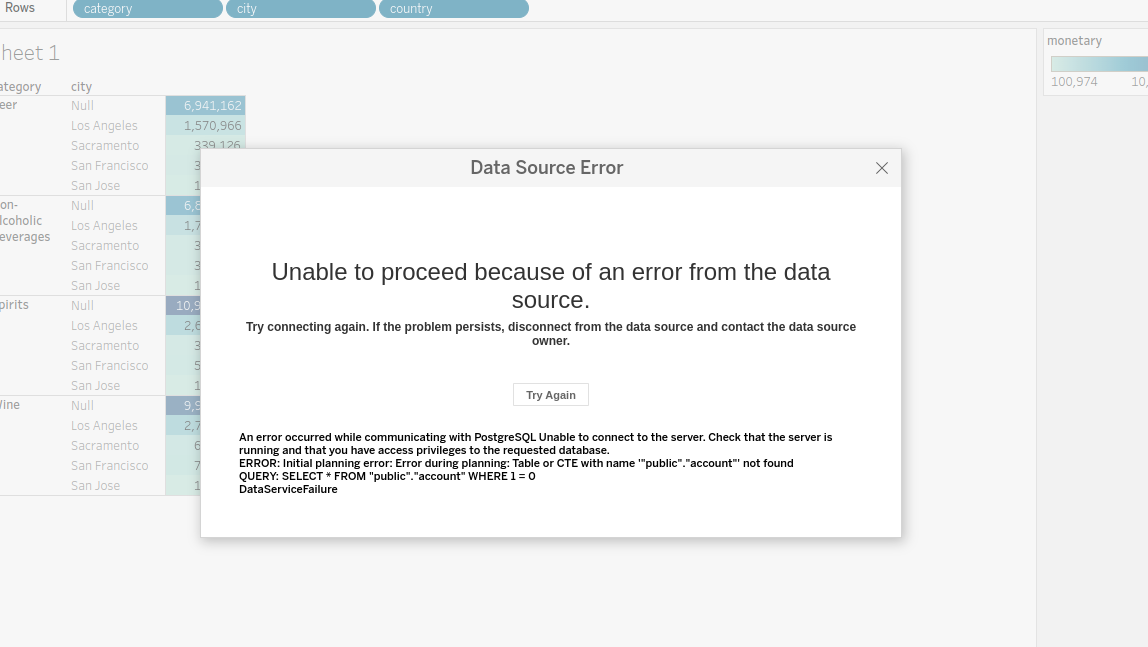 Rows
category
city
country
heet 1
monetary
100,974
10,
ategory
city
eer
Null
6,941,162
Los Angeles
1,570,966
Sacramento
339,126
San Francisco
3
San Jose
1
on-
lcoholic
everages
Null
6,8
Los Angeles
1,7
Sacramento
3
San Francisco
3
San Jose
1
pirits
Null
10,9
Los Angeles
2,6
Sacramento
3
San Francisco
5
San Jose
1
Wine
Null
9,9
Los Angeles
2,7
Sacramento
6
San Francisco
7
San Jose
1
Data Source Error
Unable to proceed because of an error from the data
source.
Try connecting again. If the problem persists, disconnect from the data source and contact the data source
owner.
Try Again
An error occurred while communicating with PostgreSQL Unable to connect to the server. Check that the server is
running and that you have access privileges to the requested database.
ERROR: Initial planning error: Error during planning: Table or CTE with name '"public"."account"' not found
QUERY: SELECT * FROM "public"."account" WHERE 1 = 0
DataServiceFailure